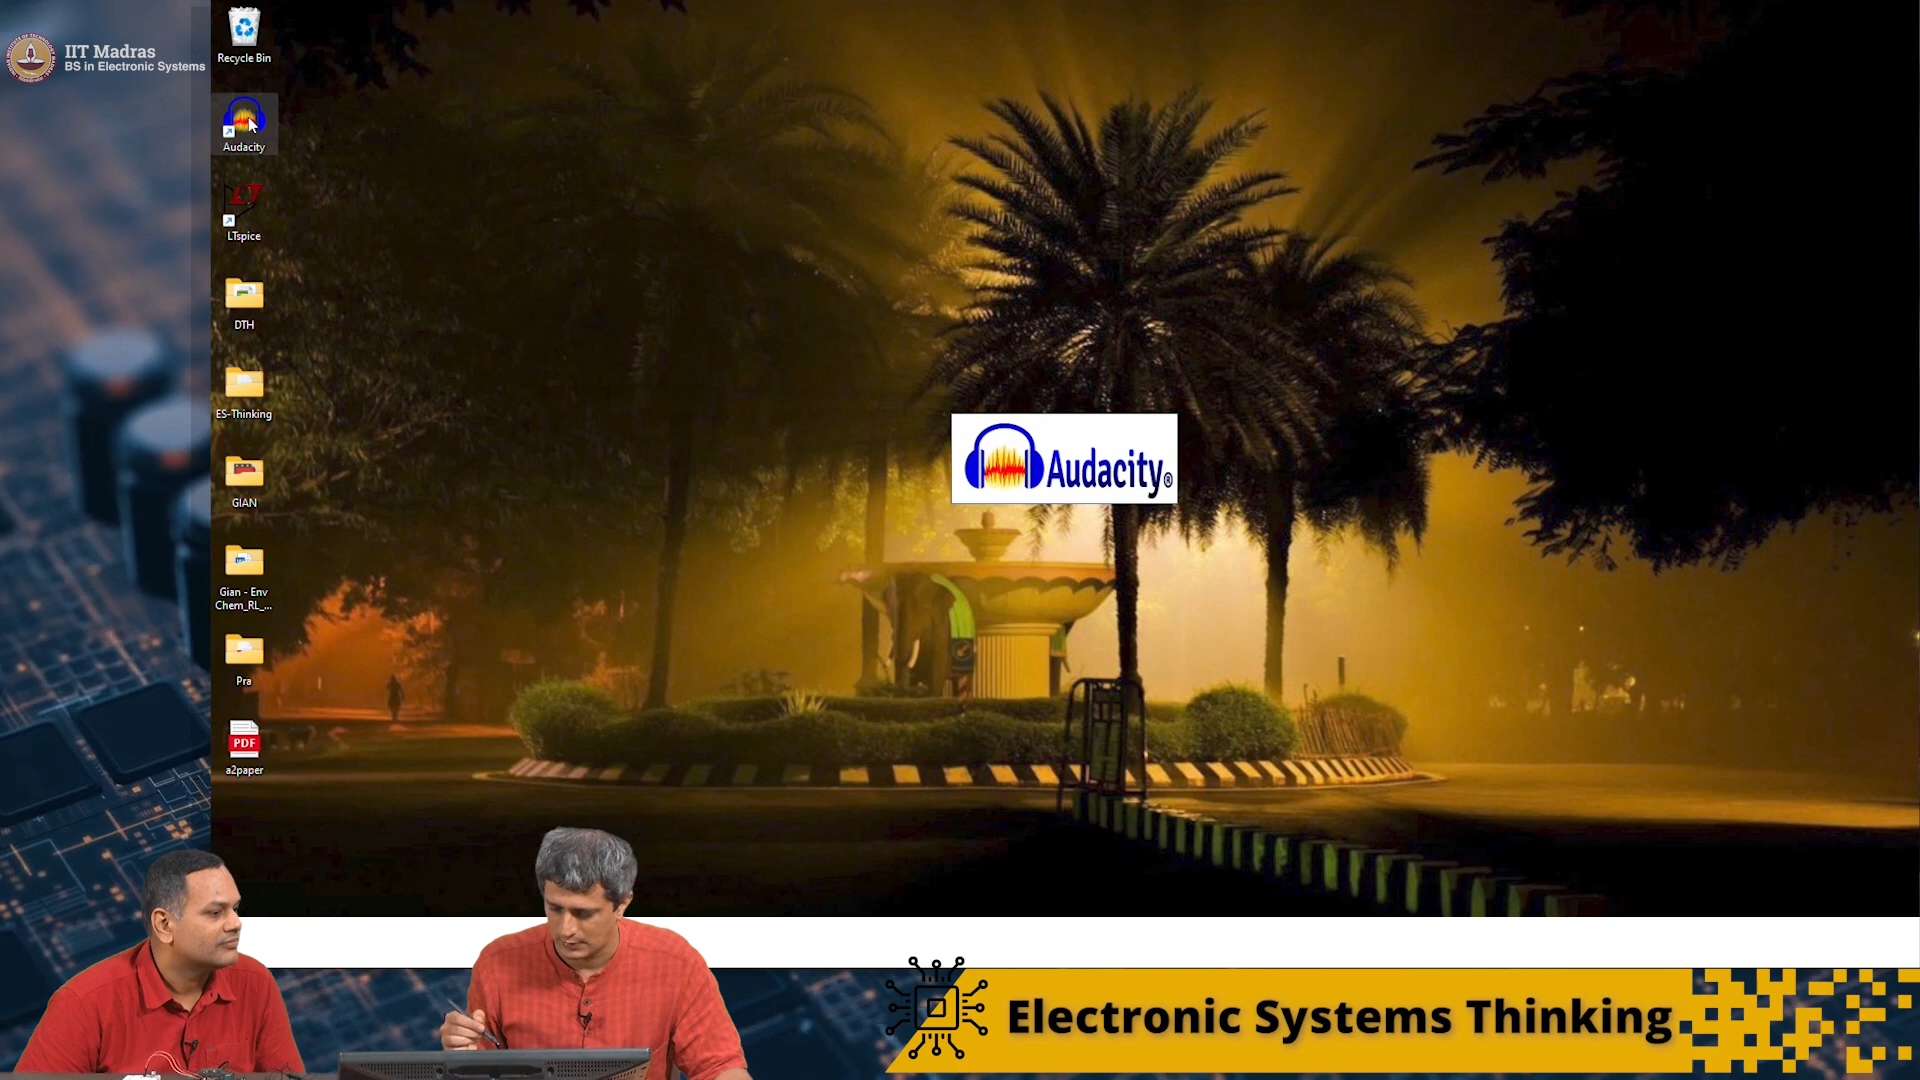 IIT Madras
BS in Electronic Systems
Recycle Bin
Audacity
LTspice
DTH
ES-Thinking
GIAN
Gian - Env
Chem_RL_...
Pra
PDF
a2paper
Audacity®
Electronic Systems Thinking